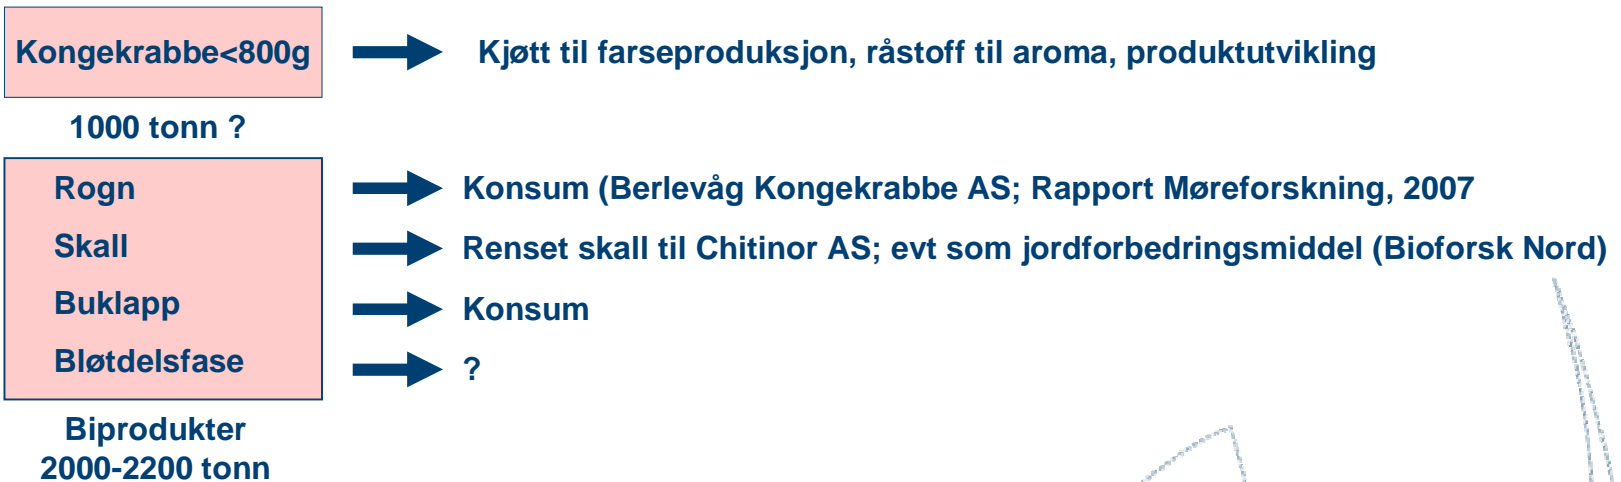 Kongekrabbe<800g
Kjøtt til farseproduksjon, råstoff til aroma, produktutvikling
1000 tonn ?
Rogn
Konsum (Berlevåg Kongekrabbe AS; Rapport Møreforskning, 2007
Skall
Renset skall til Chitinor AS; evt som jordforbedringsmiddel (Bioforsk Nord)
Buklapp
Konsum
Bløtdelsfase
?
Biprodukter
2000-2200 tonn